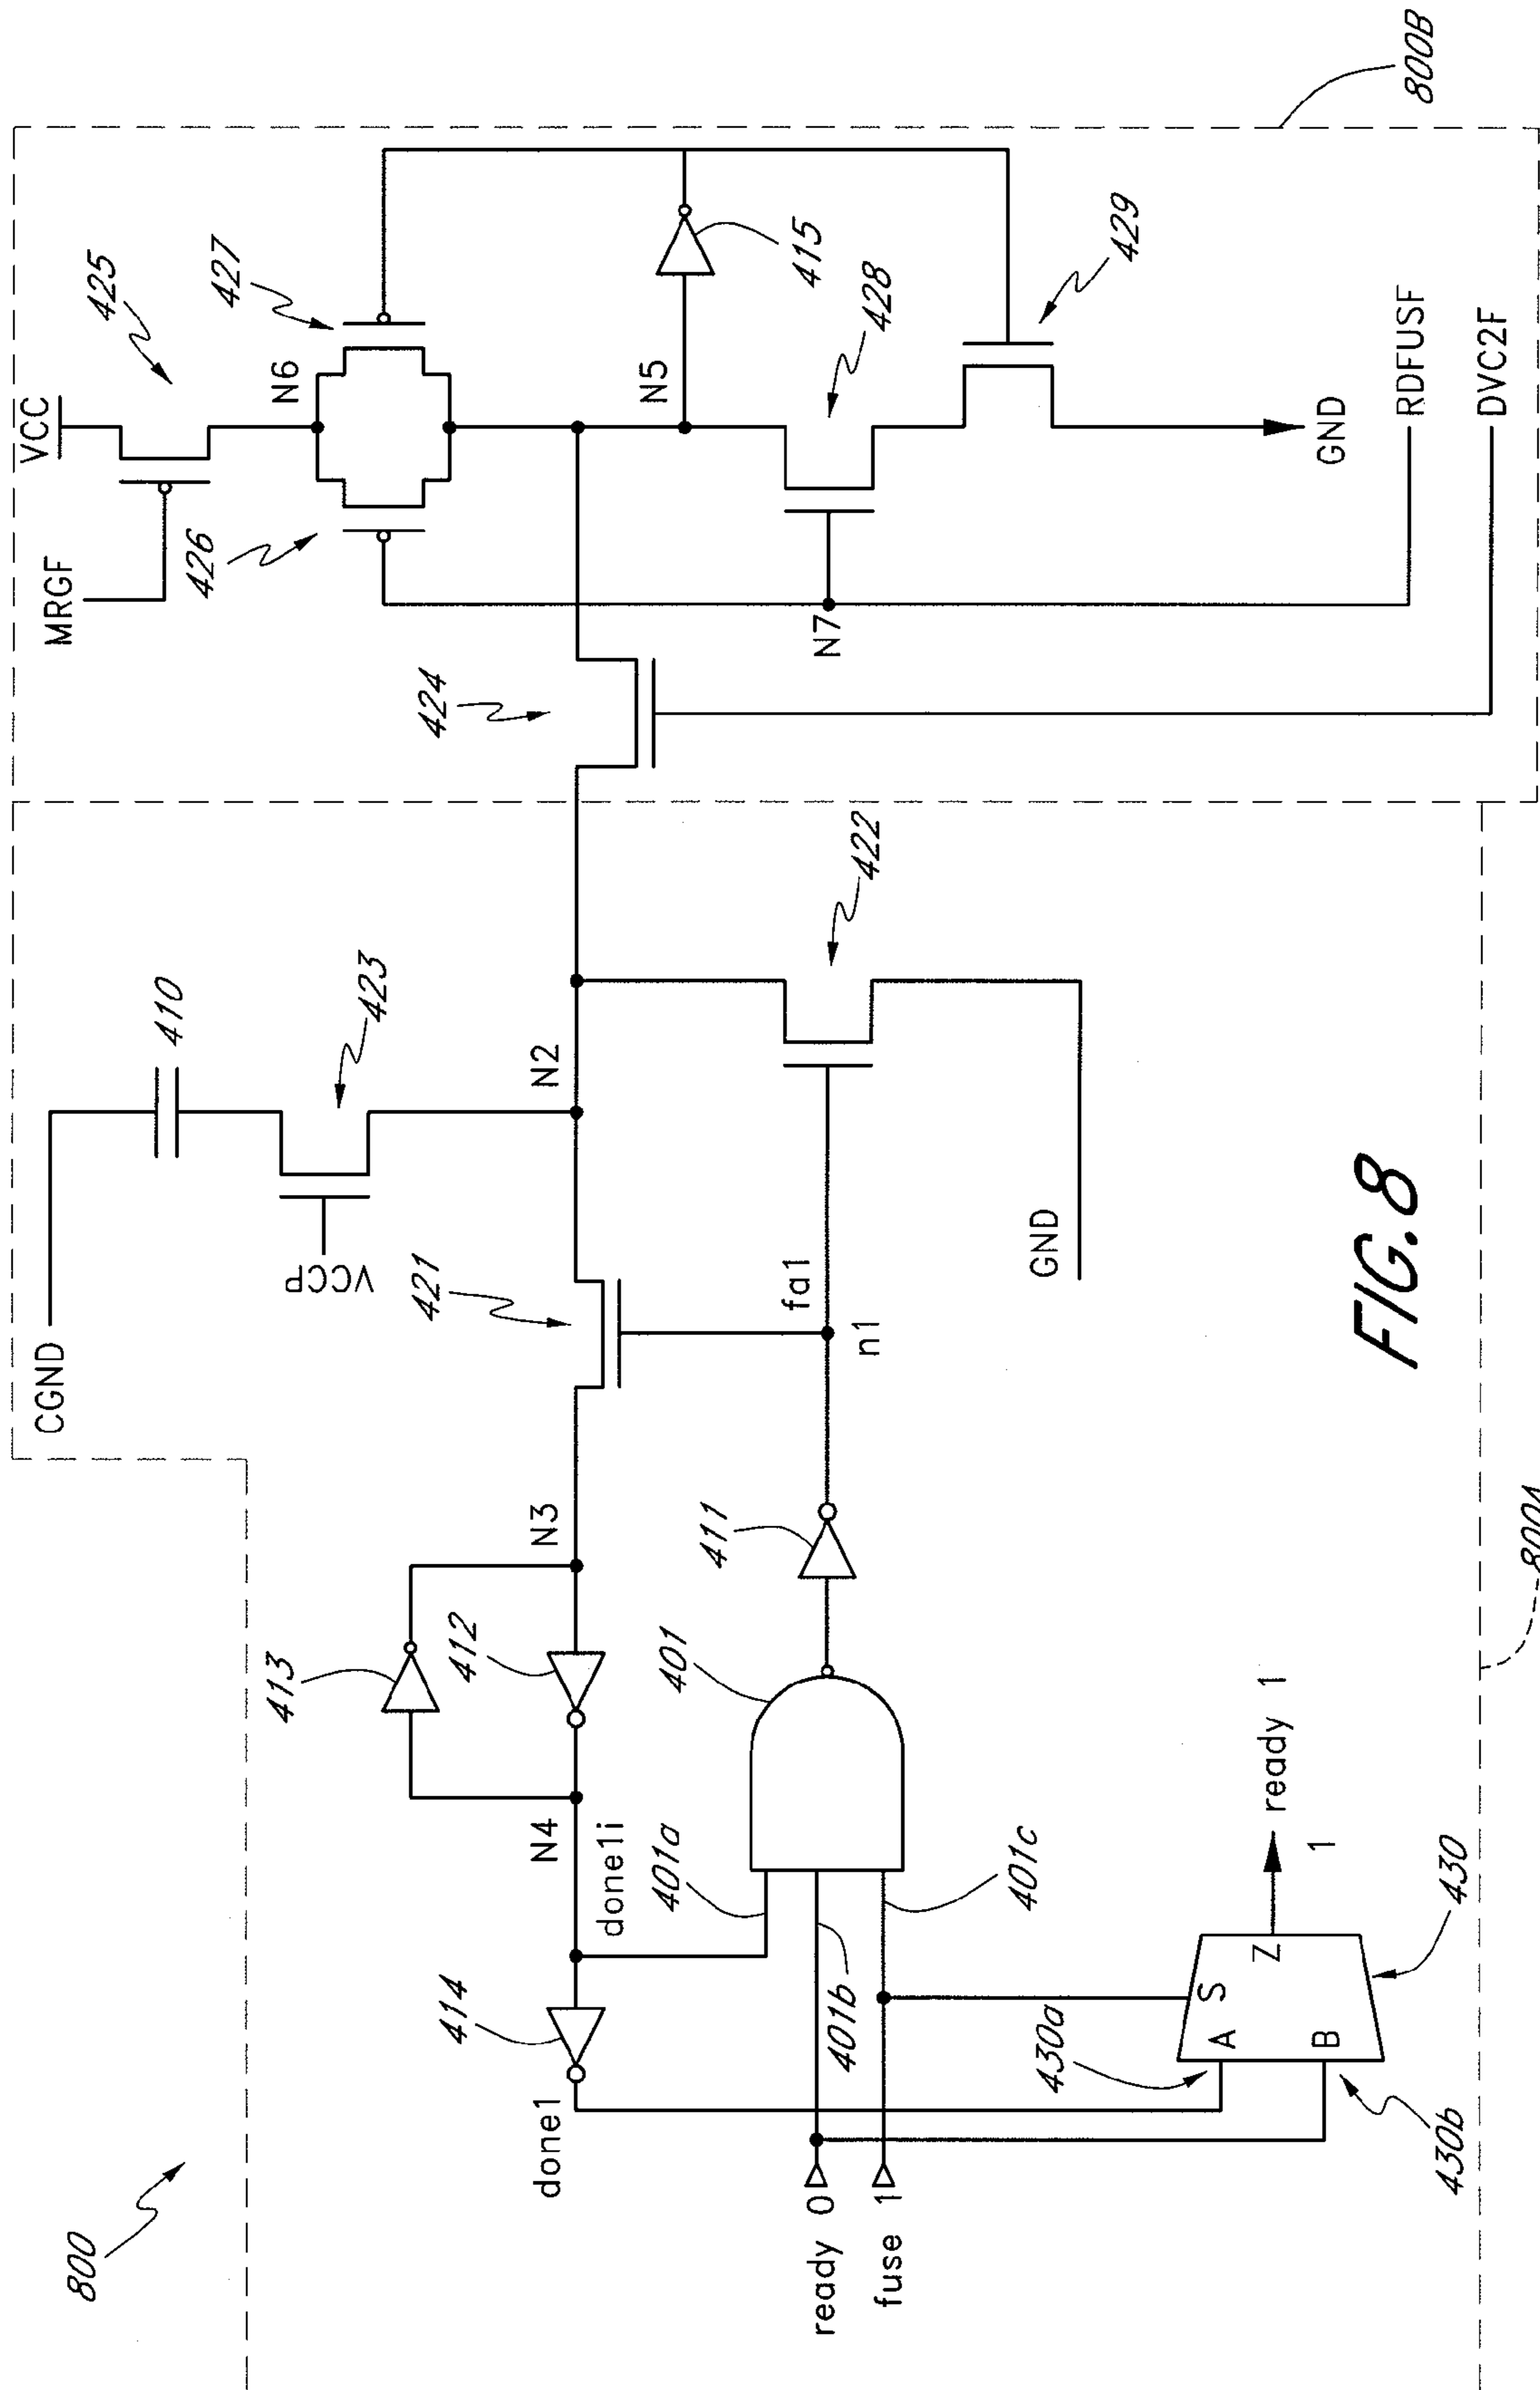 800
CGND
410
423
VCCP
421
N2
N3
413
412
N4
done1i
414
done1
401a
401
401b
401c
411
fa1
n1
422
GND
ready 0
fuse 1
430a
430b
A
B
S
Z
430
ready 1
1
800A
VCC
MRGF
425
426
427
N6
N5
415
424
N7
428
429
GND
RDFUSF
DVC2F
800B
FIG. 8